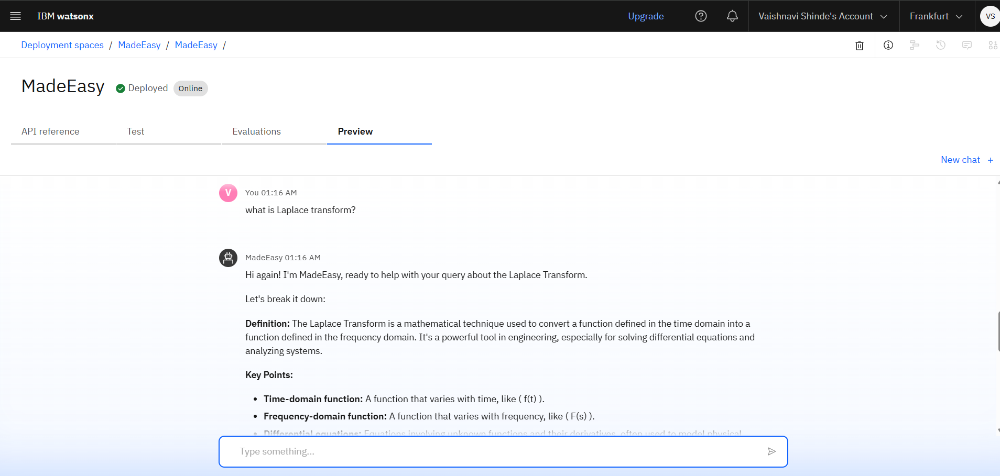 IBM watsonx
Upgrade
Vaishnavi Shinde's Account
Frankfurt
VS
Deployment spaces / MadeEasy / MadeEasy /
MadeEasy
Deployed
Online
API reference
Test
Evaluations
Preview
New chat +
V
You 01:16 AM
what is Laplace transform?
MadeEasy 01:16 AM
Hi again! I'm MadeEasy, ready to help with your query about the Laplace Transform.
Let's break it down:
Definition: The Laplace Transform is a mathematical technique used to convert a function defined in the time domain into a
function defined in the frequency domain. It's a powerful tool in engineering, especially for solving differential equations and
analyzing systems.
Key Points:
• Time-domain function: A function that varies with time, like ( f(t) ).
• Frequency-domain function: A function that varies with frequency, like ( F(s) ).
• Differential equations: Equations involving unknown functions and their derivatives, often used to model physical
Type something...